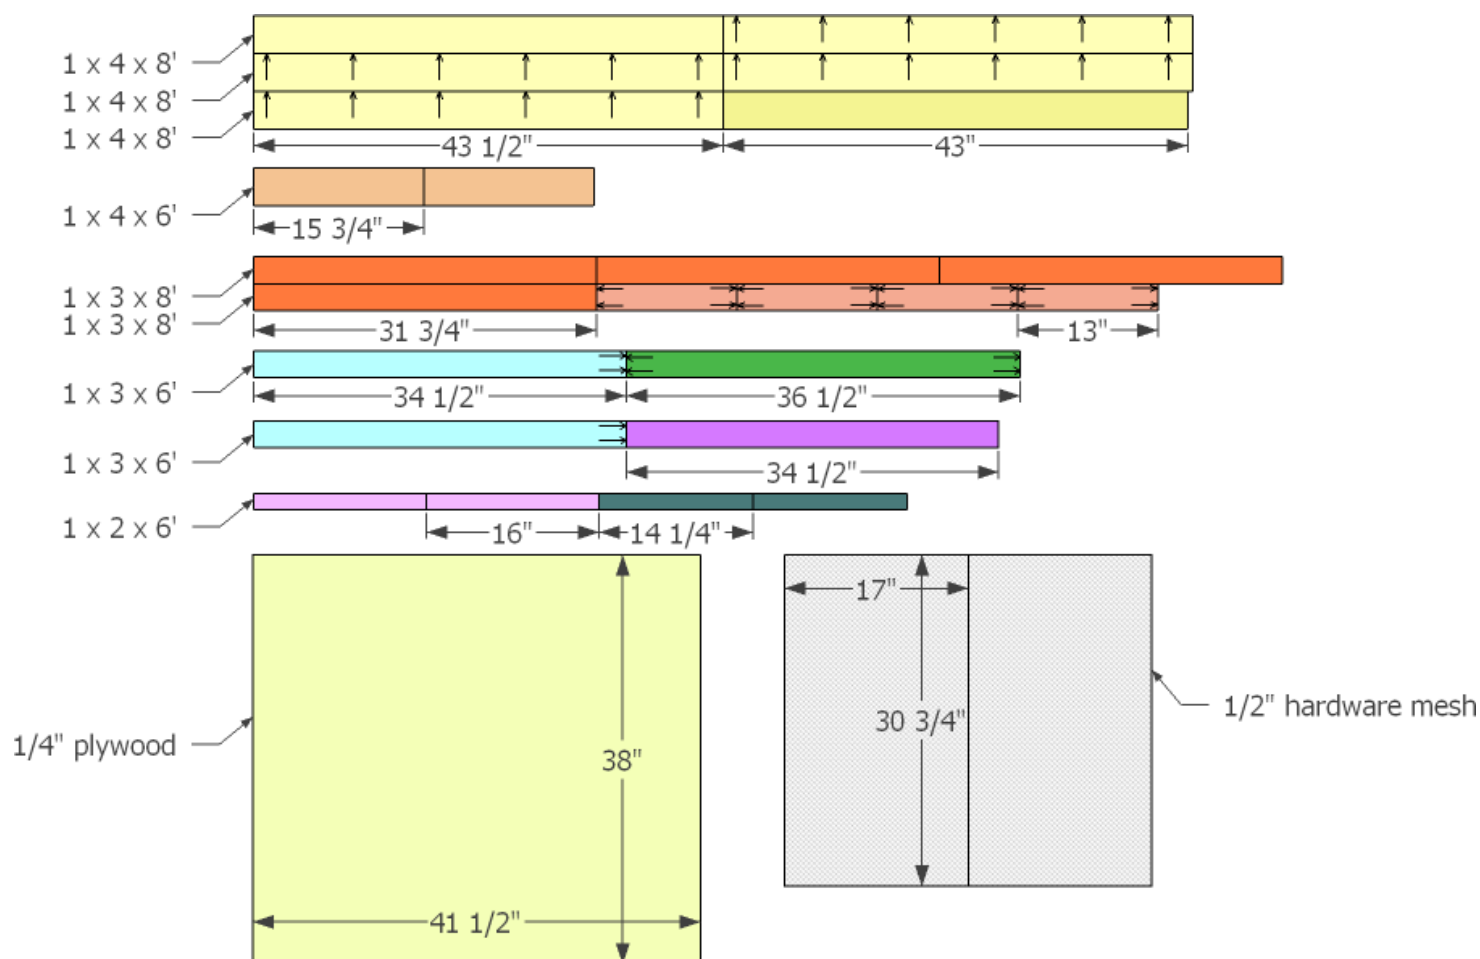 1 x 4 x 8'
1 x 4 x 8'
1 x 4 x 8'
43 1/2"
43"
1 x 4 x 6'
15 3/4"
1 x 3 x 8'
1 x 3 x 8'
31 3/4"
13"
1 x 3 x 6'
34 1/2"
36 1/2"
1 x 3 x 6'
34 1/2"
1 x 2 x 6'
16"
14 1/4"
17"
30 3/4"
1/2" hardware mesh
1/4" plywood
38"
41 1/2"